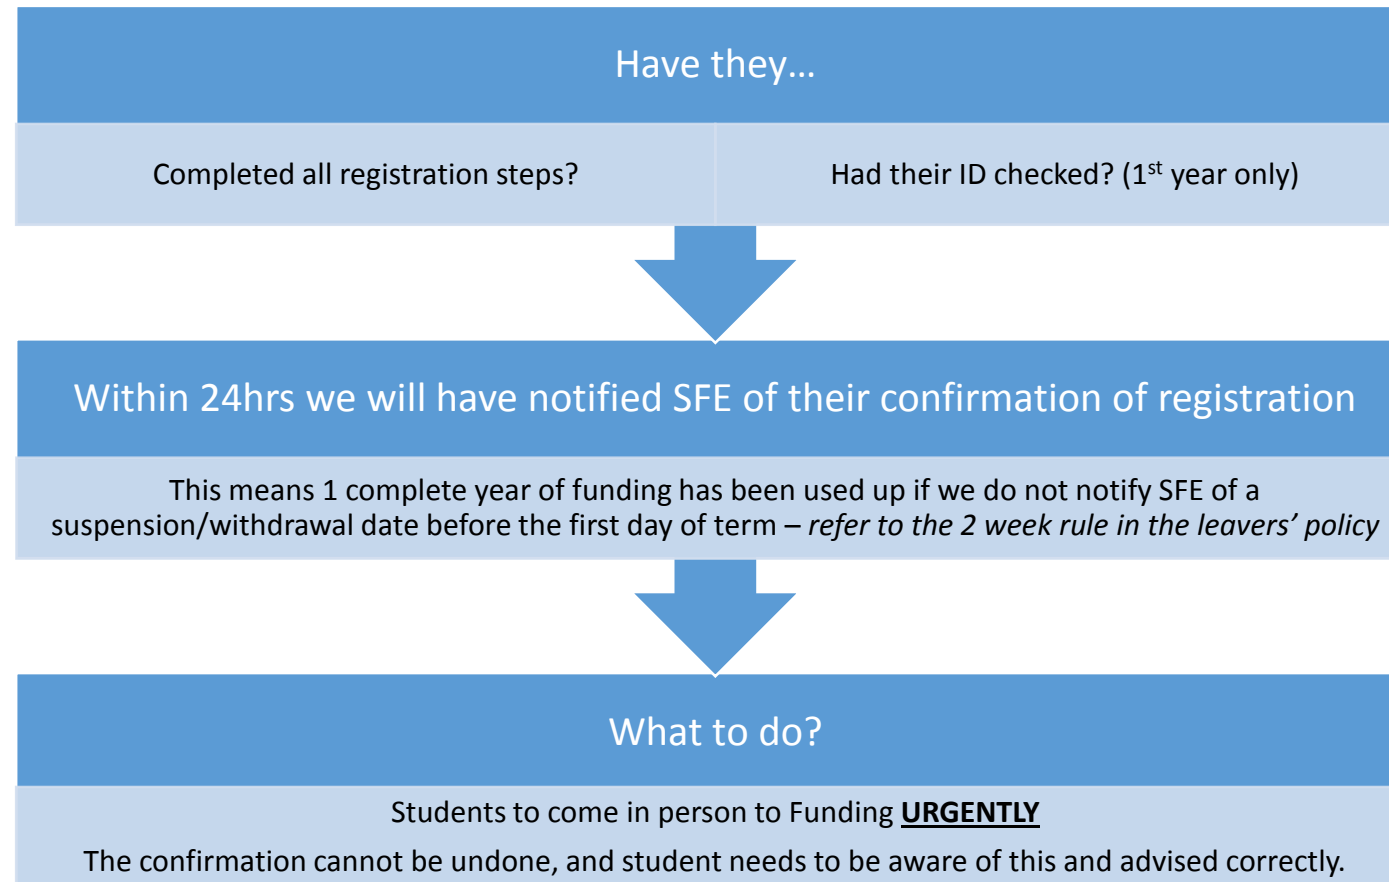 Have they...
Completed all registration steps?
Had their ID checked? (1st year only)
Within 24hrs we will have notified SFE of their confirmation of registration
This means 1 complete year of funding has been used up if we do not notify SFE of a
suspension/withdrawal date before the first day of term – refer to the 2 week rule in the leavers' policy
What to do?
Students to come in person to Funding URGENTLY
The confirmation cannot be undone, and student needs to be aware of this and advised correctly.